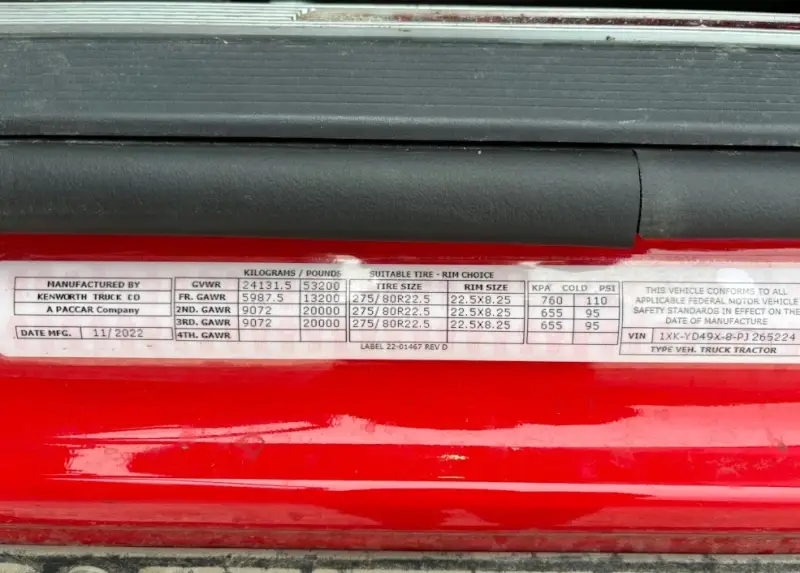 MANUFACTURED BY
KENWORTH TRUCK CO
A PACCAR Company
DATE MFG. 11/2022
KILOGRAMS / POUNDS
GVWR 24131.5 53200
FR. GAWR 5987.5 13200
2ND. GAWR 9072 20000
3RD. GAWR 9072 20000
4TH. GAWR
SUITABLE TIRE - RIM CHOICE
TIRE SIZE RIM SIZE KPA COLD PSI
275/80R22.5 22.5X8.25 760 110
275/80R22.5 22.5X8.25 655 95
275/80R22.5 22.5X8.25 655 95
LABEL 22-01467 REV D
THIS VEHICLE CONFORMS TO ALL
APPLICABLE FEDERAL MOTOR VEHICLE
SAFETY STANDARDS IN EFFECT ON THE
DATE OF MANUFACTURE
VIN 1XK-YD49X-8-PJ265224
TYPE VEH. TRUCK TRACTOR